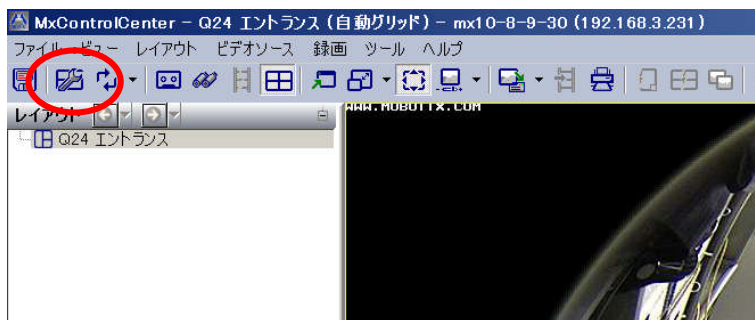 MxControlCenter - Q24 エントランス (自動グリッド) - mx10-8-9-30 (192.168.3.231)
ファイル ビュー レイアウト ビデオソース 録画 ツール ヘルプ
レイアウト
WWW.MOBOTIX.COM
Q24 エントランス